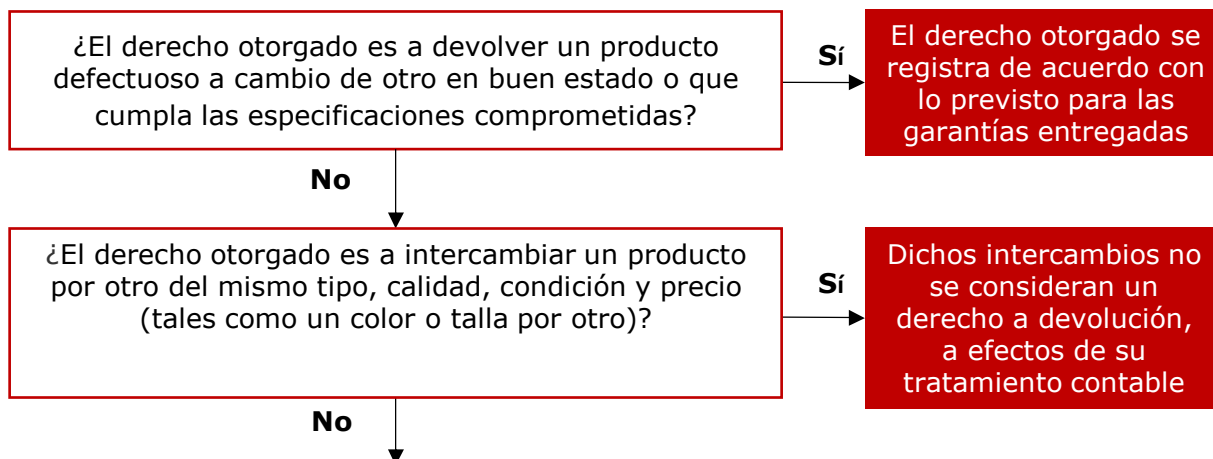 ¿El derecho otorgado es a devolver un producto
defectuoso a cambio de otro en buen estado o que
cumpla las especificaciones comprometidas?
Sí
El derecho otorgado se
registra de acuerdo con
lo previsto para las
garantías entregadas
No
¿El derecho otorgado es a intercambiar un producto
por otro del mismo tipo, calidad, condición y precio
(tales como un color o talla por otro)?
Sí
Dichos intercambios no
se consideran un
derecho a devolución,
a efectos de su
tratamiento contable
No